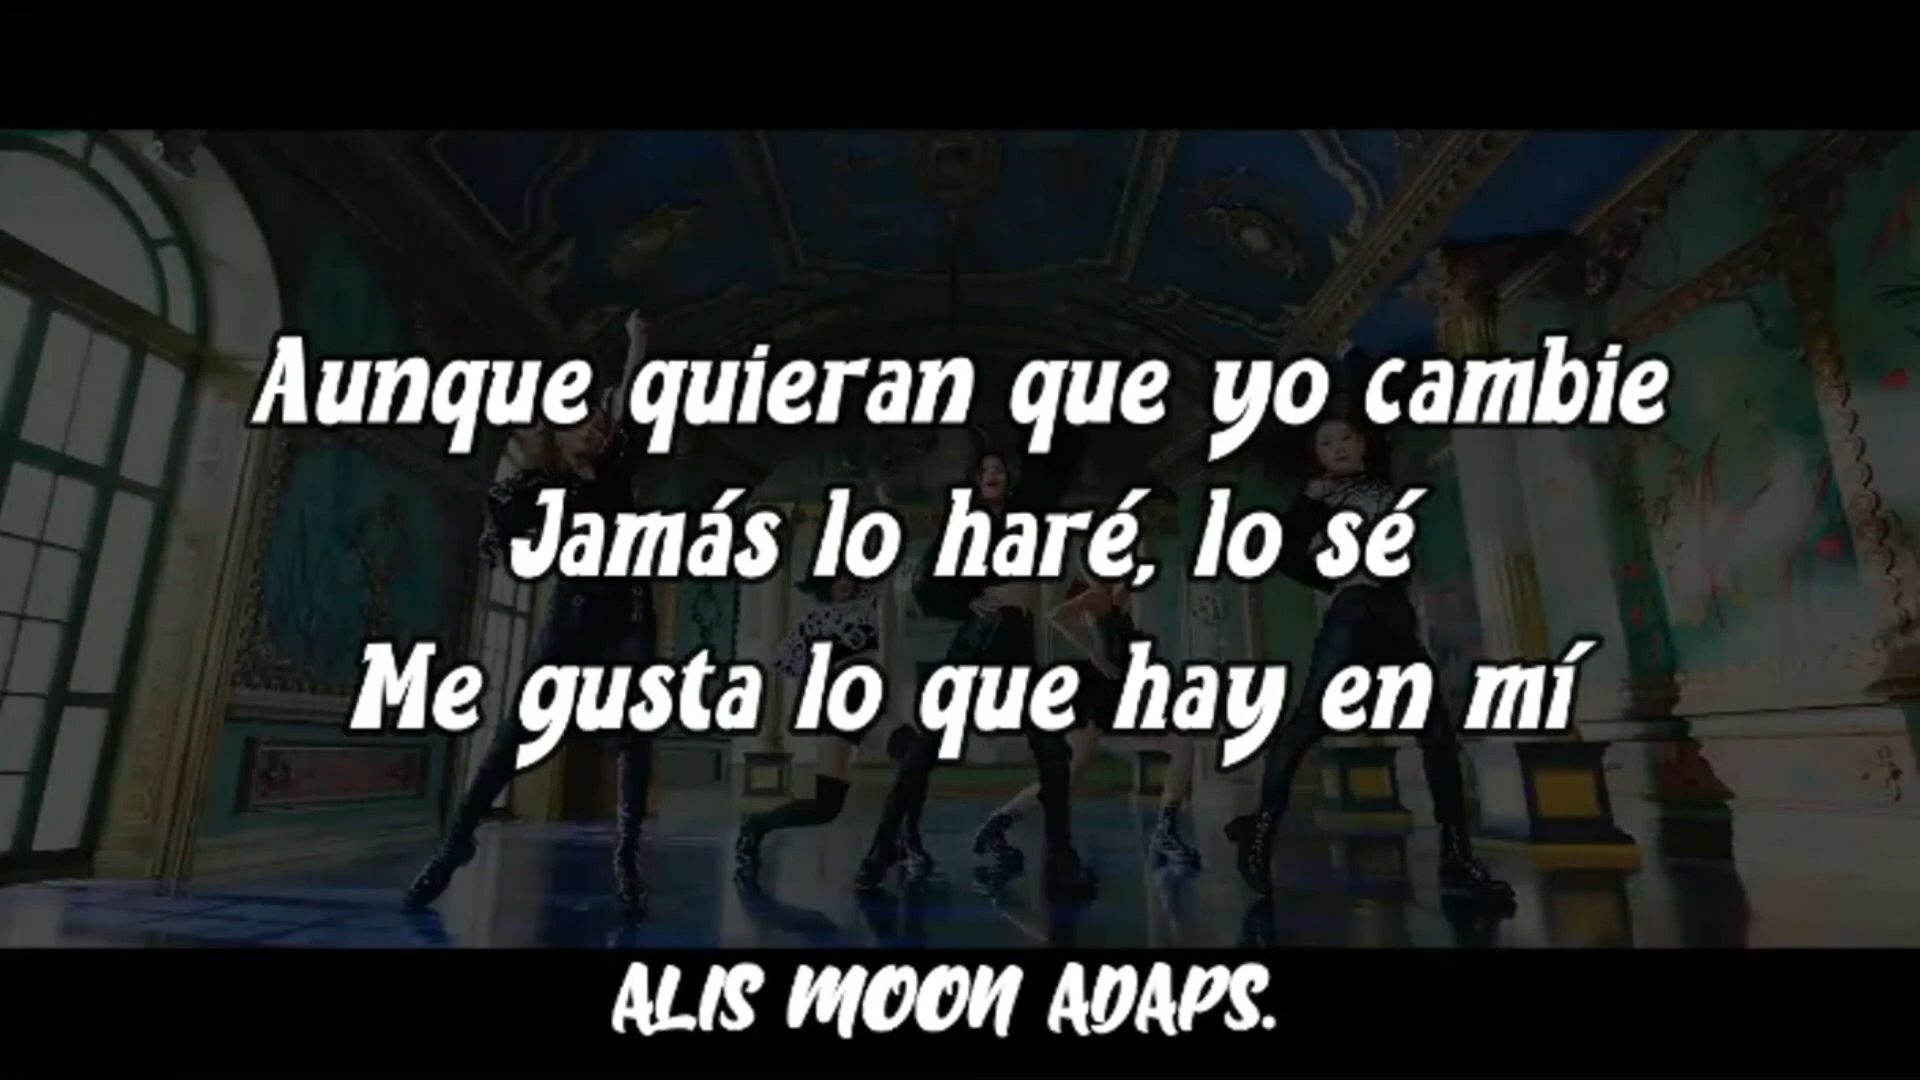 Aunque quieran que yo cambie
Jamás lo haré, lo sé
Me gusta lo que hay en mí
ALIS MOON ADAPS.